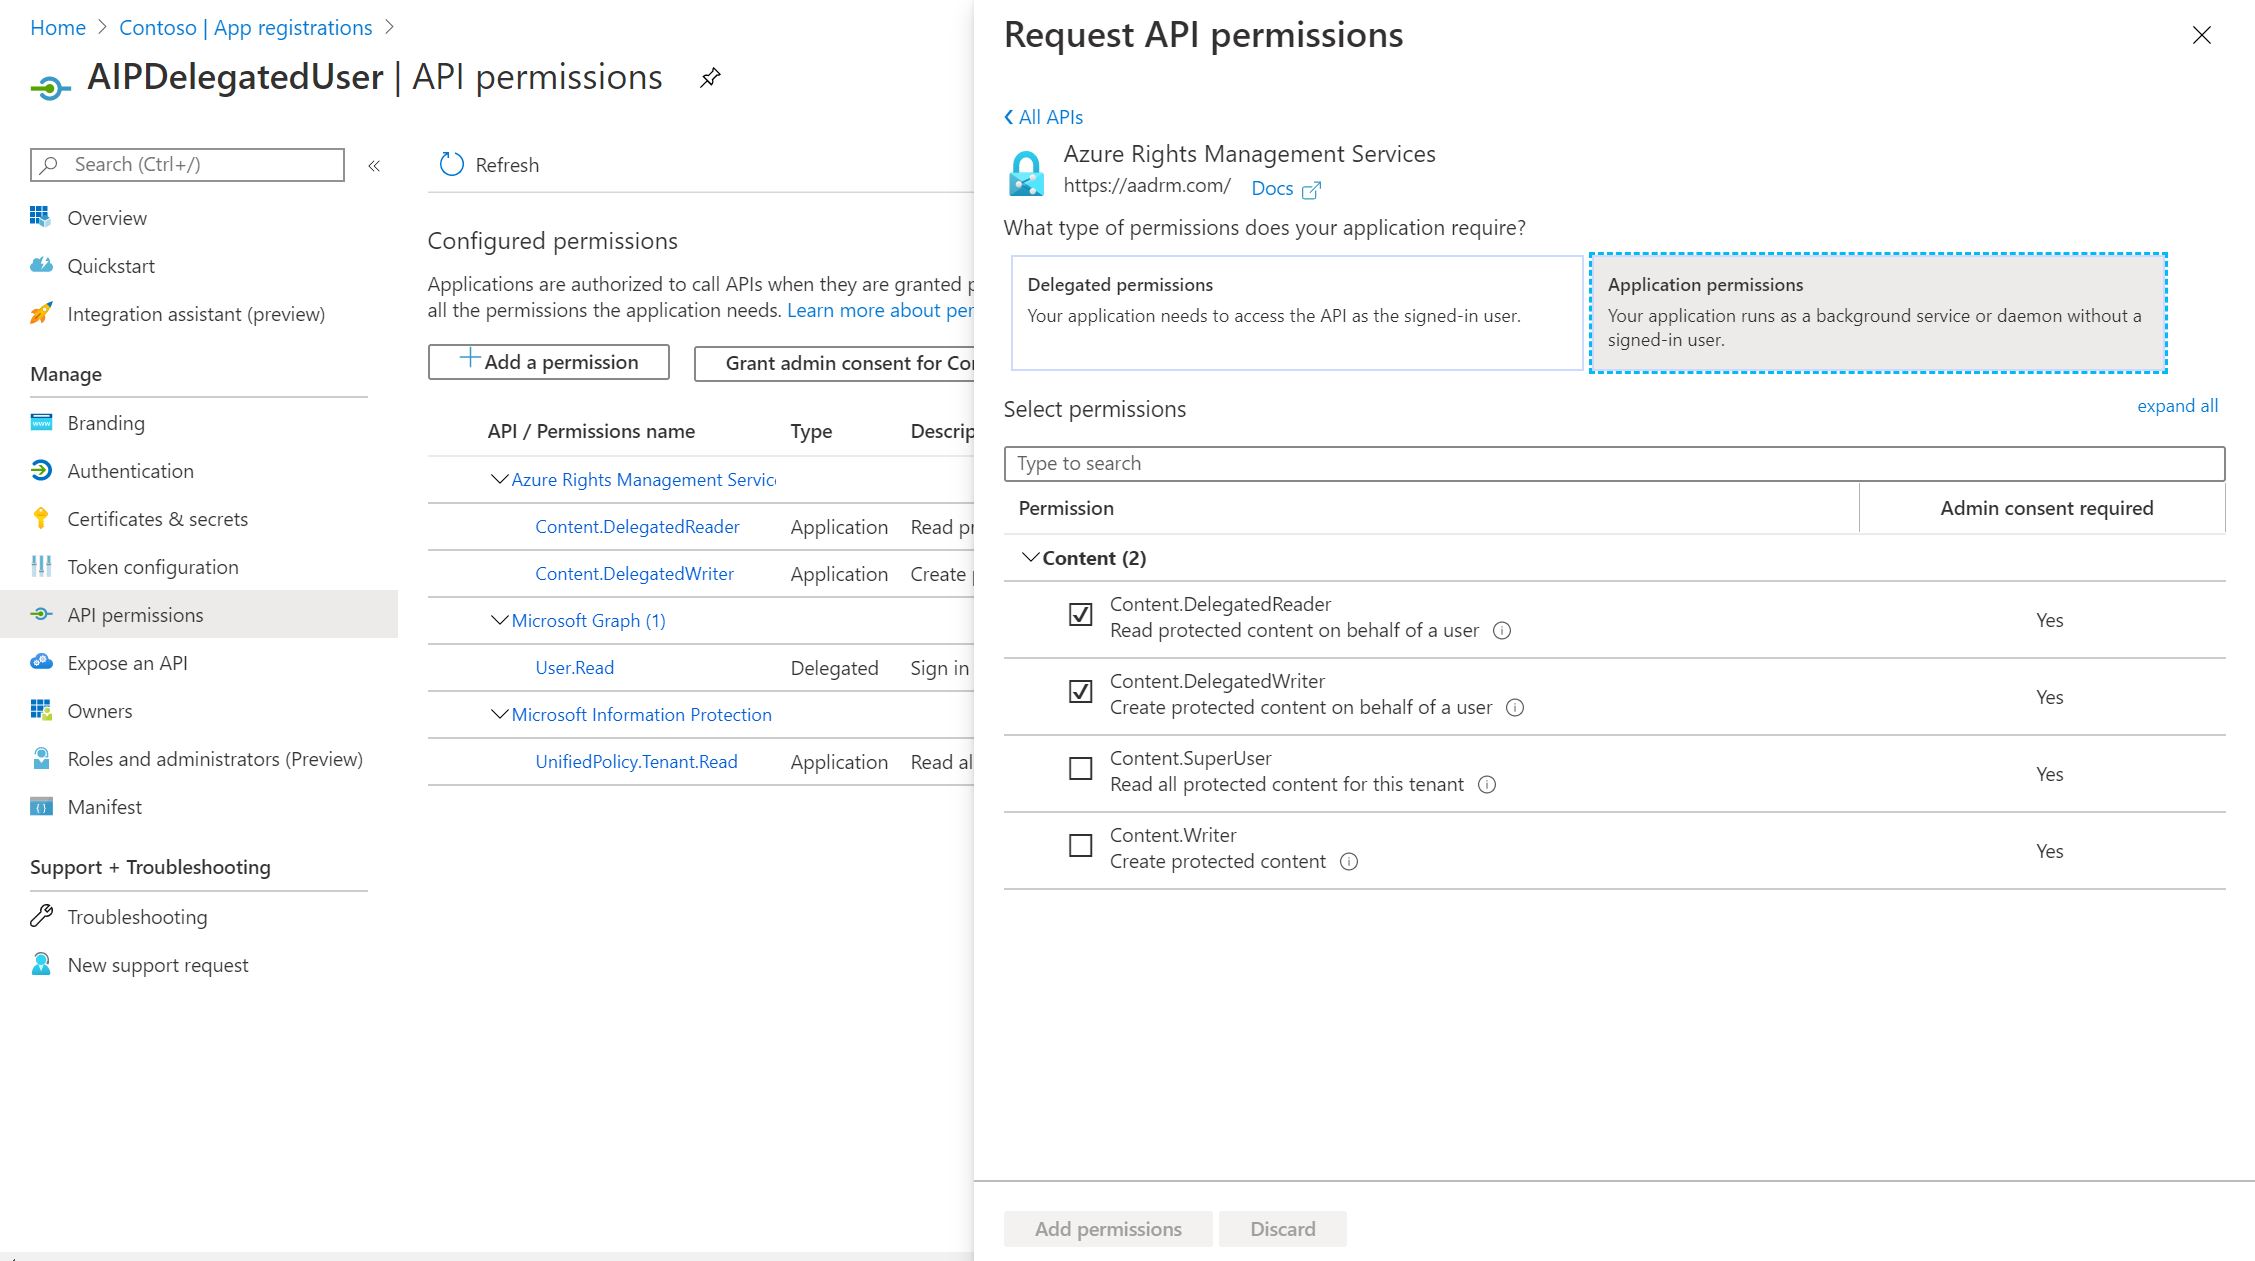 Home > Contoso | App registrations >
AIPDelegatedUser | API permissions
Search (Ctrl+/)
«
Overview
Quickstart
Integration assistant (preview)
Manage
Branding
Authentication
Certificates & secrets
Token configuration
API permissions
Expose an API
Owners
Roles and administrators (Preview)
Manifest
Support + Troubleshooting
Troubleshooting
New support request
Refresh
Configured permissions
Applications are authorized to call APIs when they are granted p
all the permissions the application needs. Learn more about per
+ Add a permission
Grant admin consent for Con
API / Permissions name Type Descrip
Azure Rights Management Servic
Content.DelegatedReader Application Read pr
Content.DelegatedWriter Application Create
Microsoft Graph (1)
User.Read Delegated Sign in
Microsoft Information Protection
UnifiedPolicy.Tenant.Read Application Read al
Request API permissions
All APIs
Azure Rights Management Services
https://aadrm.com/ Docs
What type of permissions does your application require?
Delegated permissions
Your application needs to access the API as the signed-in user.
Application permissions
Your application runs as a background service or daemon without a
signed-in user.
Select permissions
expand all
Type to search
Permission Admin consent required
Content (2)
Content.DelegatedReader
Read protected content on behalf of a user
Yes
Content.DelegatedWriter
Create protected content on behalf of a user
Yes
Content.SuperUser
Read all protected content for this tenant
Yes
Content.Writer
Create protected content
Yes
Add permissions
Discard